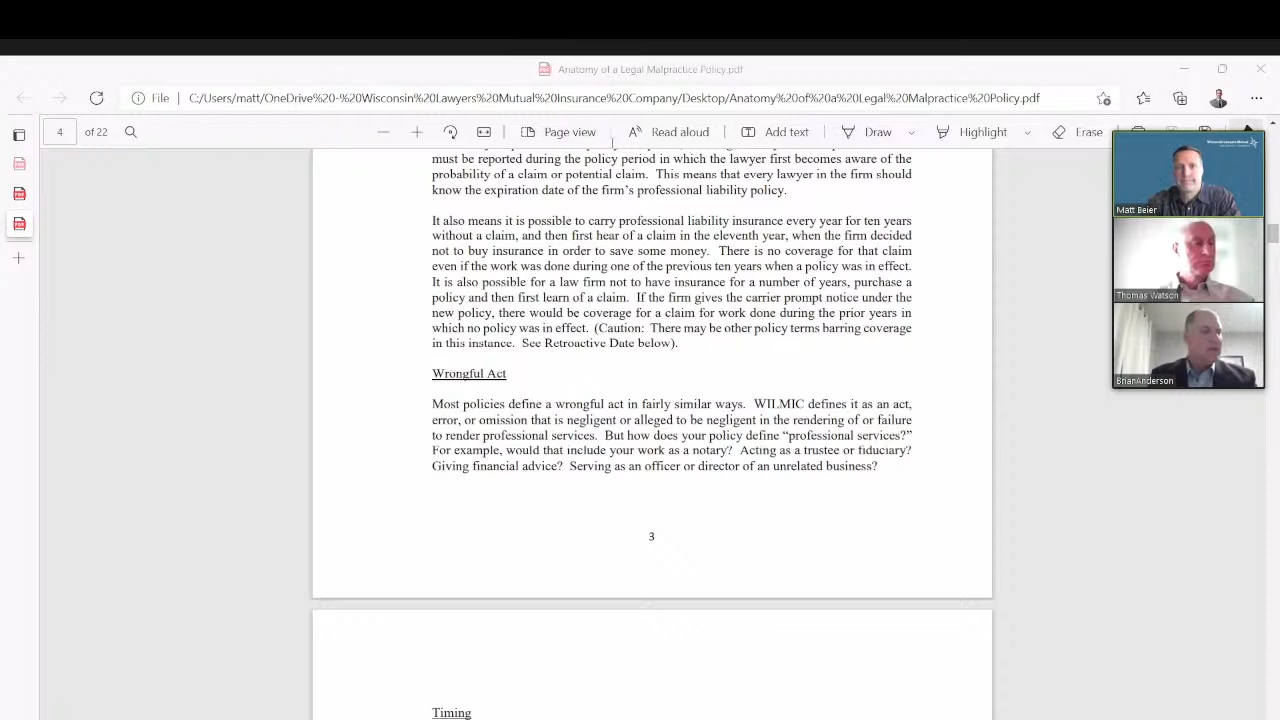 Anatomy of a Legal Malpractice Policy.pdf
File
C:/Users/matt/OneDrive%20-%20Wisconsin%20Lawyers%20Mutual%20Insurance%20Company/Desktop/Anatomy%20of%20a%20Legal%20Malpractice%20Policy.pdf
4 of 22
Page view
Read aloud
Add text
Draw
Highlight
Erase
must be reported during the policy period in which the lawyer first becomes aware of the
probability of a claim or potential claim. This means that every lawyer in the firm should
know the expiration date of the firm's professional liability policy.
It also means it is possible to carry professional liability insurance every year for ten years
without a claim, and then first hear of a claim in the eleventh year, when the firm decided
not to buy insurance in order to save some money. There is no coverage for that claim
even if the work was done during one of the previous ten years when a policy was in effect.
It is also possible for a law firm not to have insurance for a number of years, purchase a
policy and then first learn of a claim. If the firm gives the carrier prompt notice under the
new policy, there would be coverage for a claim for work done during the prior years in
which no policy was in effect. (Caution: There may be other policy terms barring coverage
in this instance. See Retroactive Date below).
Wrongful Act
Most policies define a wrongful act in fairly similar ways. WILMIC defines it as an act,
error, or omission that is negligent or alleged to be negligent in the rendering of or failure
to render professional services. But how does your policy define “professional services?”
For example, would that include your work as a notary? Acting as a trustee or fiduciary?
Giving financial advice? Serving as an officer or director of an unrelated business?
3
Timing
Wisconsin Lawyers Mutual
Matt Beier
Thomas Watson
BrianAnderson